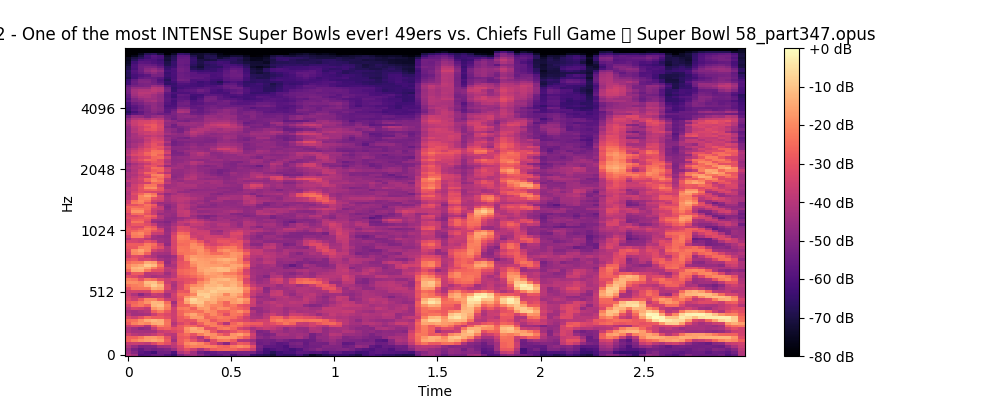 2 - One of the most INTENSE Super Bowls ever! 49ers vs. Chiefs Full Game ▯ Super Bowl 58_part347.opus
Hz
4096
2048
1024
512
0
0
0.5
1
1.5
2
2.5
Time
+0 dB
-10 dB
-20 dB
-30 dB
-40 dB
-50 dB
-60 dB
-70 dB
-80 dB